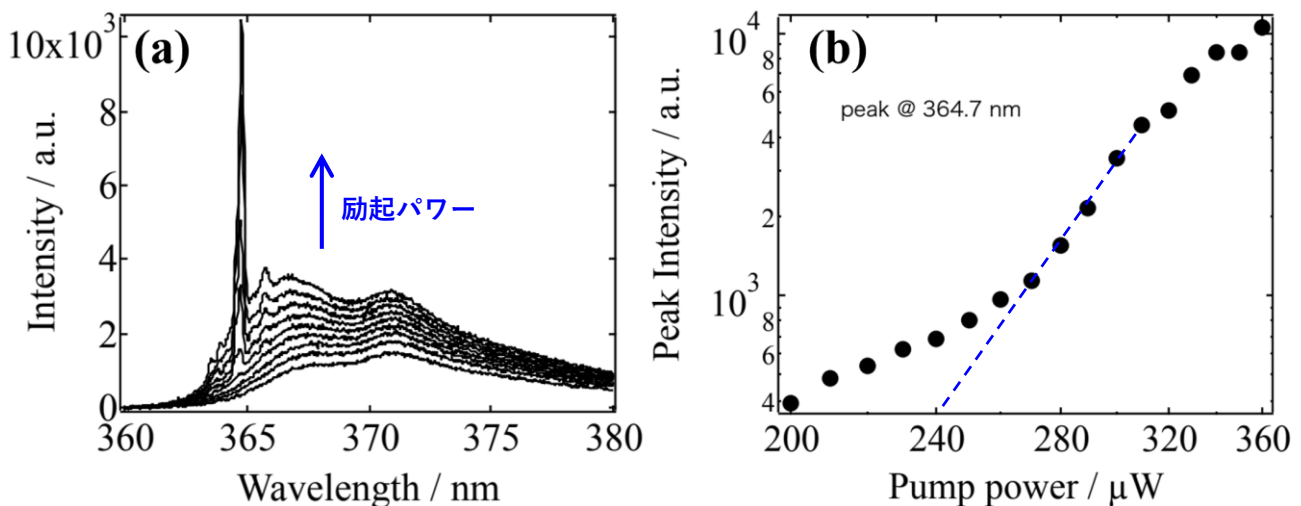 (a)
10x10³
8
6
4
2
0
Intensity / a.u.
励起パワー
360
365
370
375
380
Wavelength / nm
(b)
peak @ 364.7 nm
10⁴
8
6
4
2
10³
8
6
4
Peak Intensity / a.u.
200
240
280
320
360
Pump power / µW